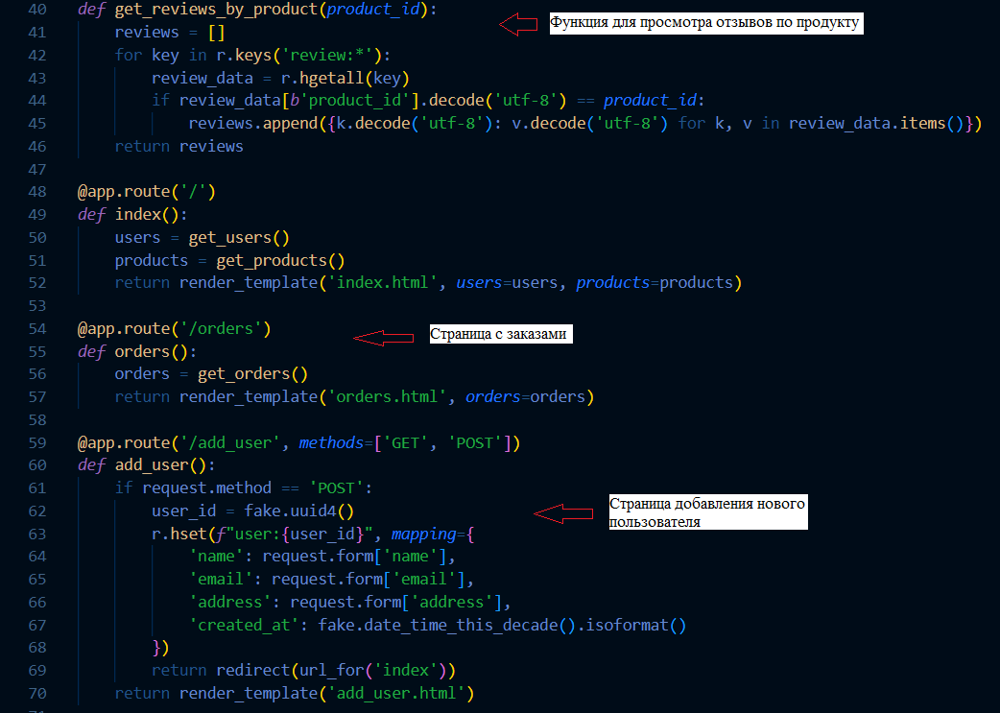 40 def get_reviews_by_product(product_id):
Функция для просмотра отзывов по продукту
41     reviews = []
42     for key in r.keys('review:*'):
43         review_data = r.hgetall(key)
44         if review_data[b'product_id'].decode('utf-8') == product_id:
45             reviews.append({k.decode('utf-8'): v.decode('utf-8') for k, v in review_data.items()})
46     return reviews
47
48 @app.route('/')
49 def index():
50     users = get_users()
51     products = get_products()
52     return render_template('index.html', users=users, products=products)
53
54 @app.route('/orders')
Страница с заказами
55 def orders():
56     orders = get_orders()
57     return render_template('orders.html', orders=orders)
58
59 @app.route('/add_user', methods=['GET', 'POST'])
60 def add_user():
61     if request.method == 'POST':
62         user_id = fake.uuid4()
Страница добавления нового
пользователя
63         r.hset(f"user:{user_id}", mapping={
64             'name': request.form['name'],
65             'email': request.form['email'],
66             'address': request.form['address'],
67             'created_at': fake.date_time_this_decade().isoformat()
68         })
69         return redirect(url_for('index'))
70     return render_template('add_user.html')